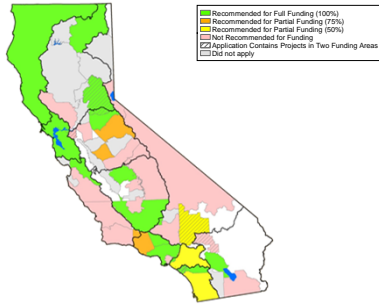 Recommended for Full Funding (100%)
Recommended for Partial Funding (75%)
Recommended for Partial Funding (50%)
Not Recommended for Funding
Application Contains Projects in Two Funding Areas
Did not apply